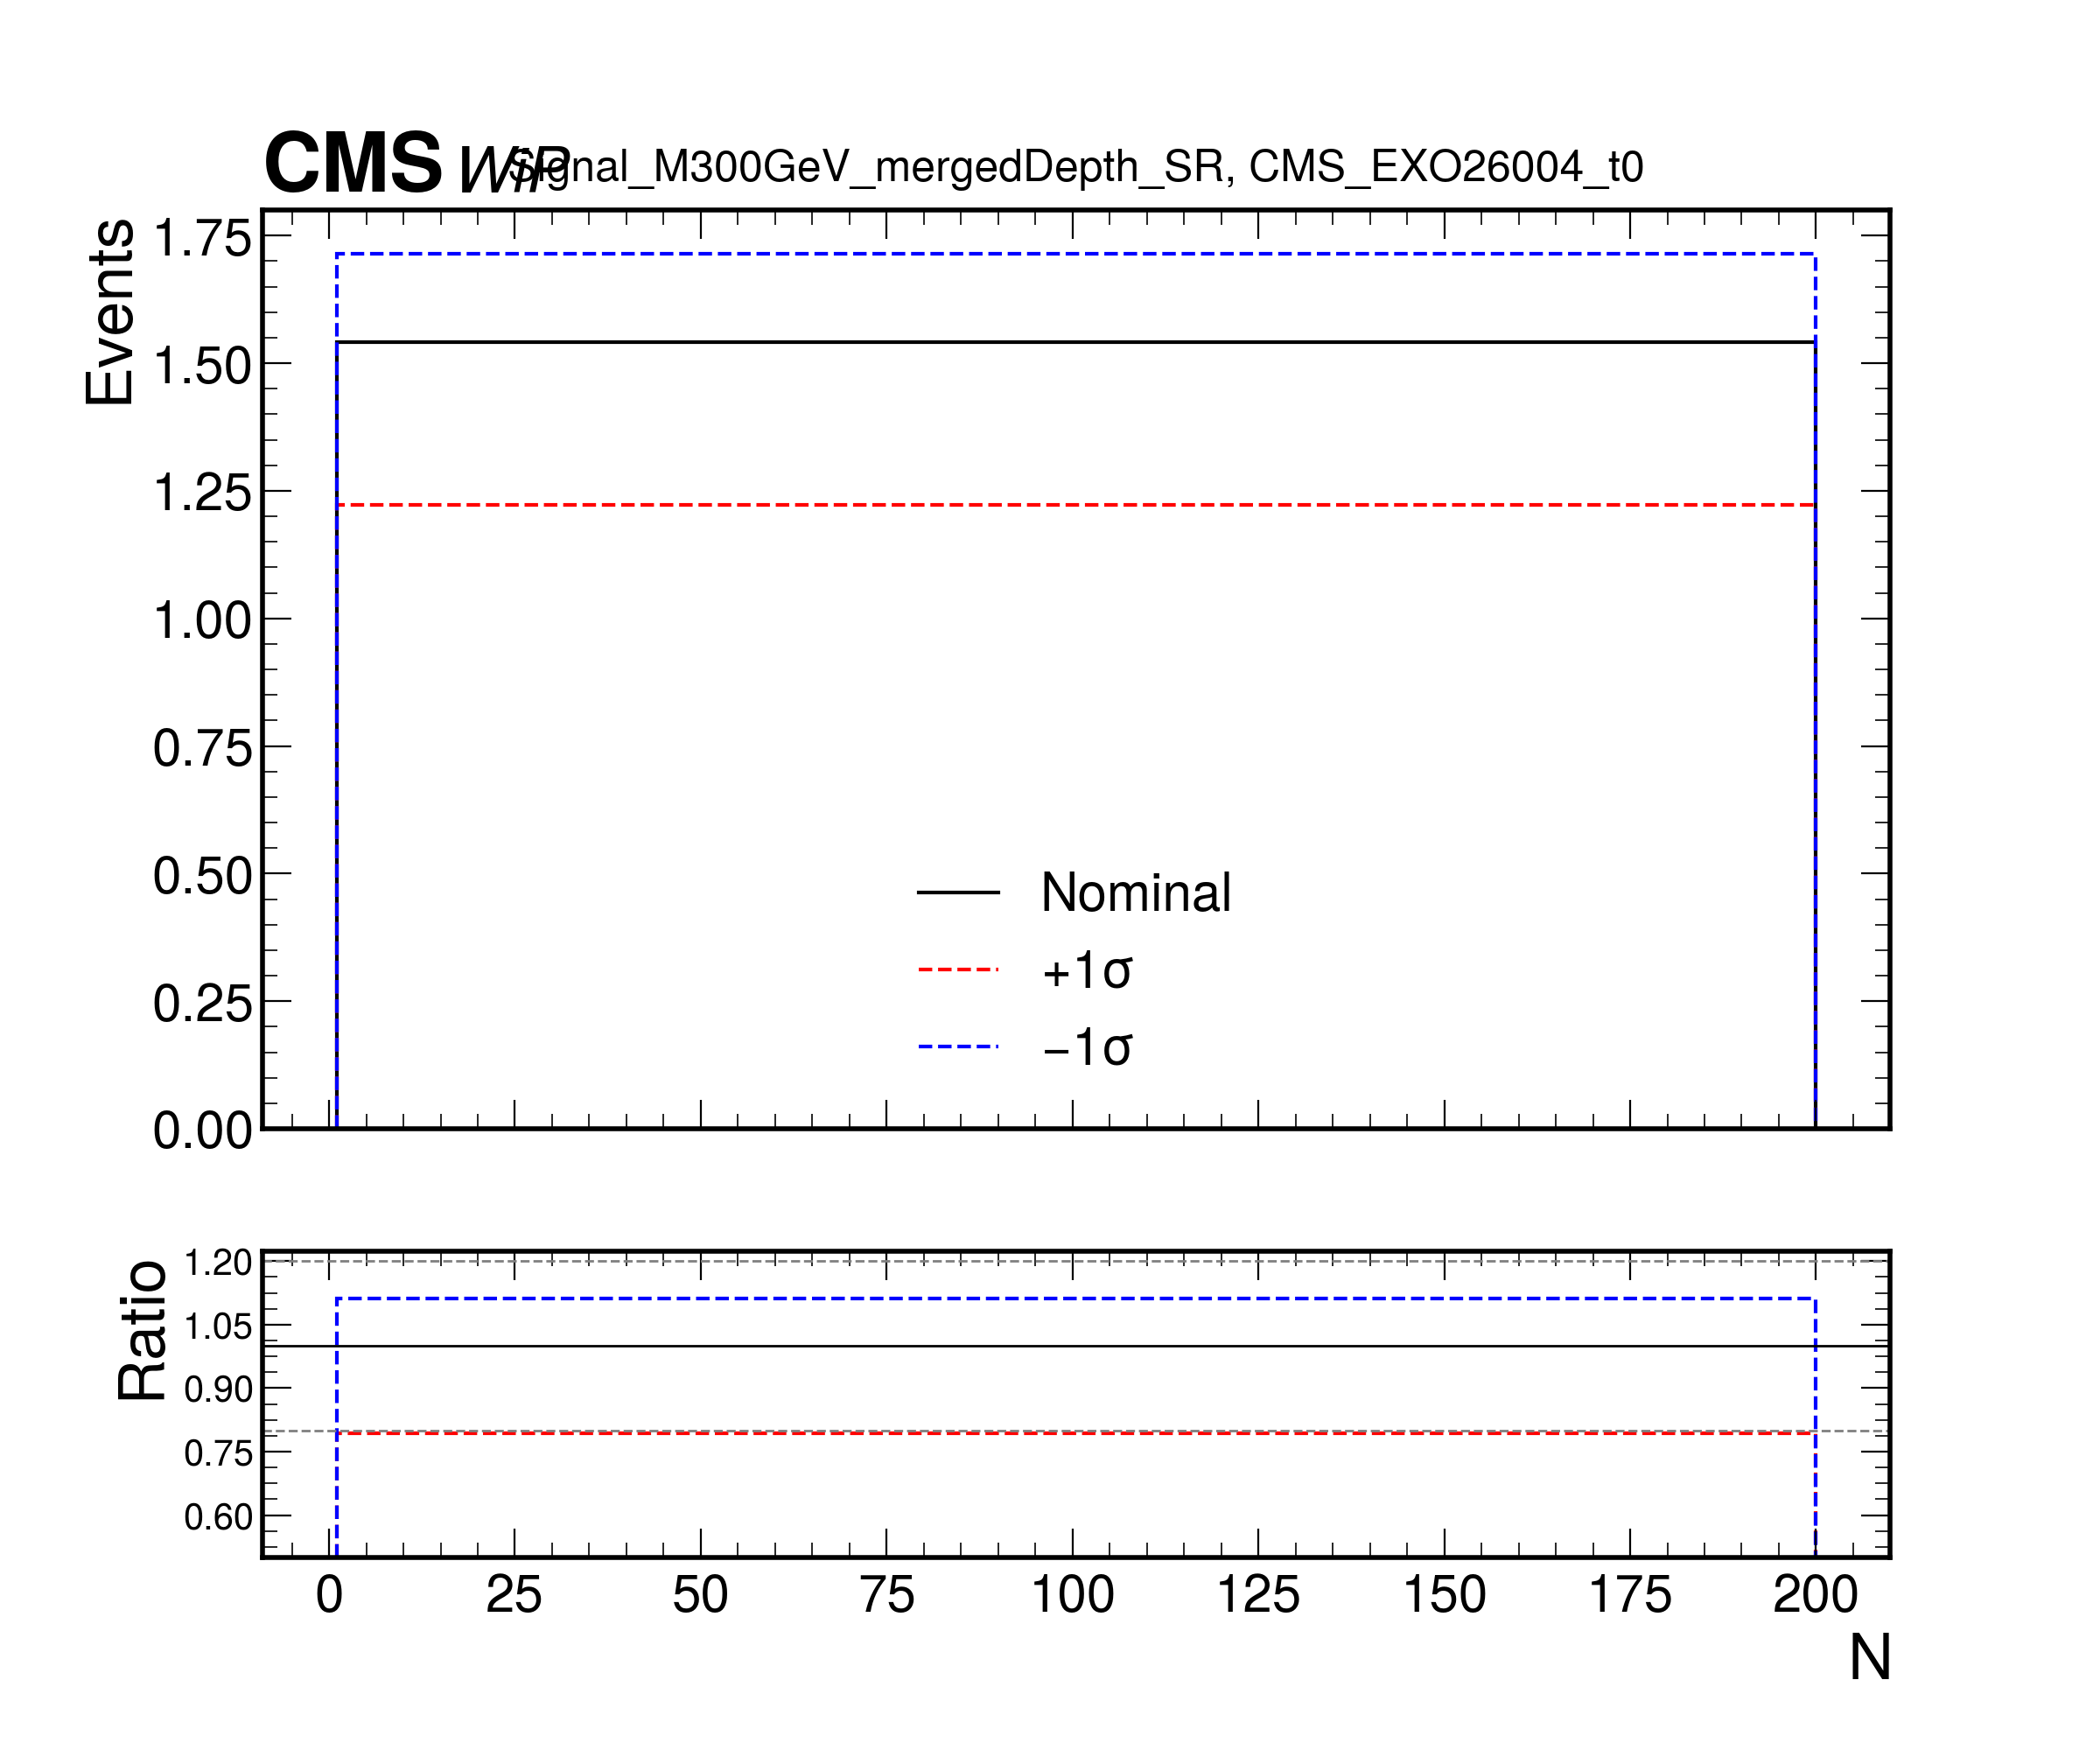 CMS WiP Signal_M300GeV_mergedDepth_SR, CMS_EXO26004_t0
Events
1.75
1.50
1.25
1.00
0.75
0.50
0.25
0.00
Nominal
+1σ
−1σ
Ratio
1.20
1.05
0.90
0.75
0.60
0 25 50 75 100 125 150 175 200
N